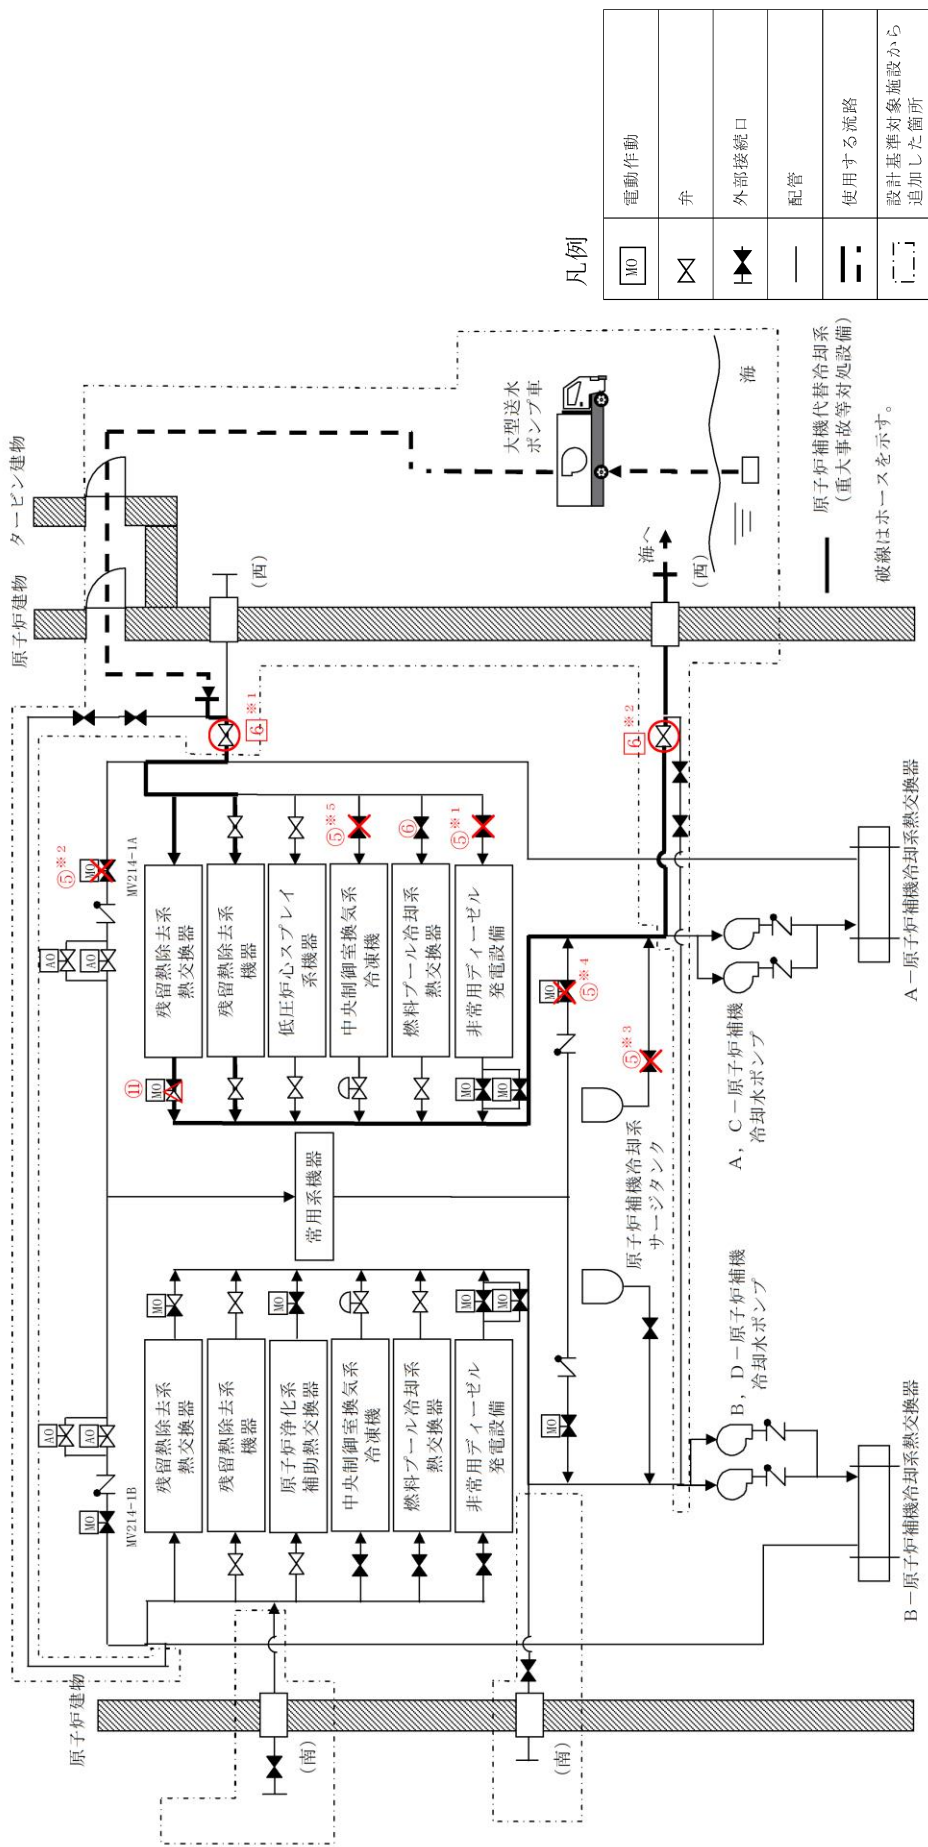 原子炉建物
タービン建物
原子炉建物
(西)
大型送水
ポンプ車
海
海へ
(西)
原子炉補機代替冷却系
(重大事故等対処設備)
破線はホースを示す。
凡例
MO
電動作動
弁
外部接続口
配管
使用する流路
設計基準対象施設から
追加した箇所
6※1
6※2
⑤※2
MO
MV214-1A
AO
AO
残留熱除去系
熱交換器
残留熱除去系
機器
低圧炉心スプレイ
系機器
中央制御室換気系
冷凍機
燃料プール冷却系
熱交換器
非常用ディーゼル
発電設備
⑤※5
⑥
⑤※1
⑪
MO
MO
MO
MO
⑤※4
⑤※3
常用系機器
原子炉補機冷却系
サージタンク
A,C-原子炉補機
冷却水ポンプ
A-原子炉補機冷却系熱交換器
AO
AO
MO
MV214-1B
残留熱除去系
熱交換器
残留熱除去系
機器
原子炉浄化系
補助熱交換器
中央制御室換気系
冷凍機
燃料プール冷却系
熱交換器
非常用ディーゼル
発電設備
MO
MO
MO
MO
MO
B,D-原子炉補機
冷却水ポンプ
B-原子炉補機冷却系熱交換器
(南)
(南)